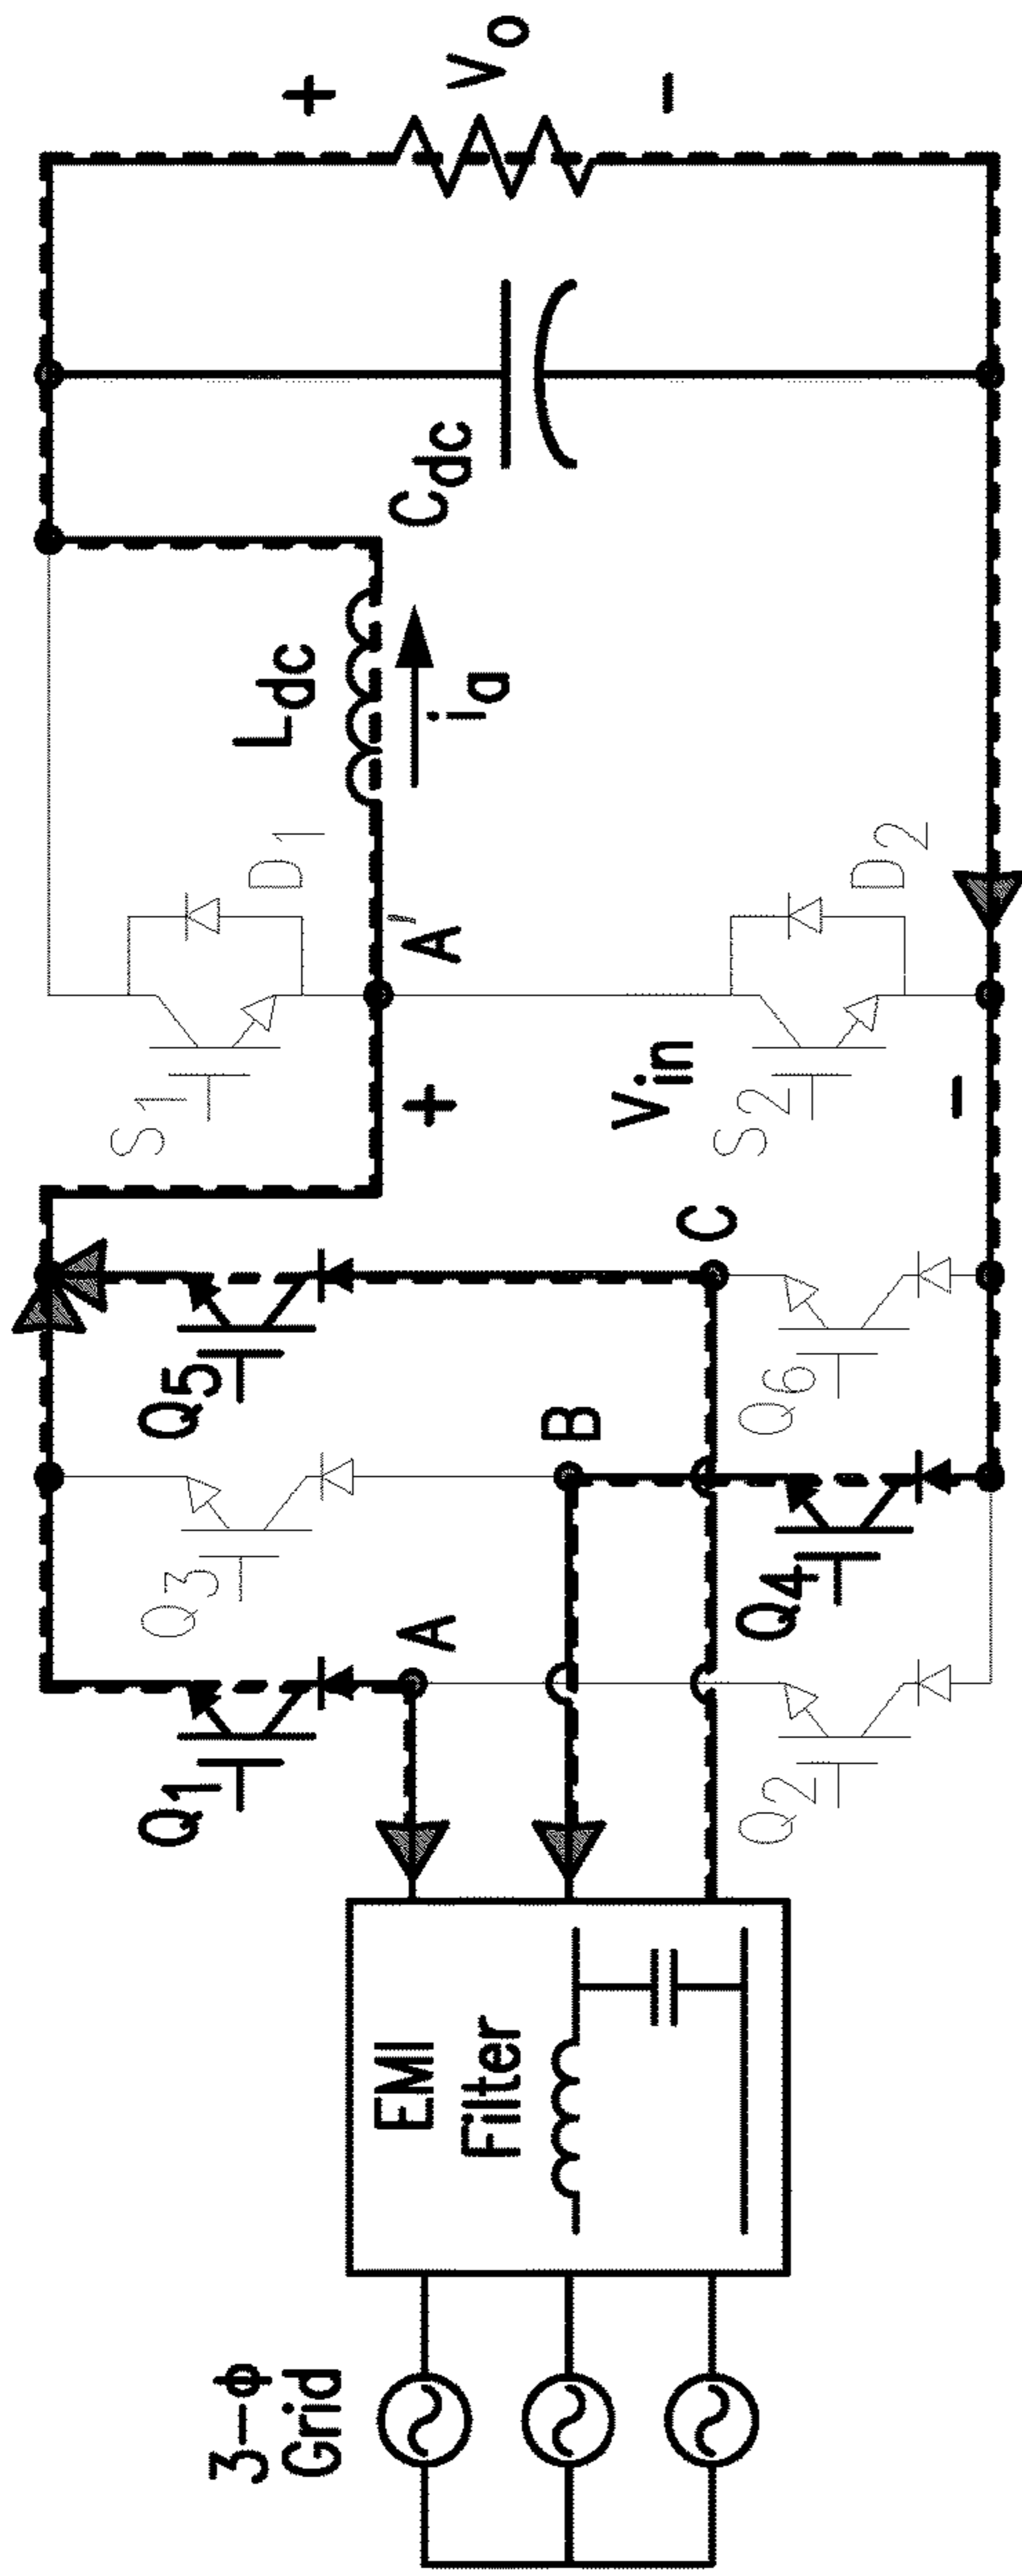 3-ϕ
Grid
EMI
Filter
Q1
Q3
Q5
A
B
C
Q2
Q4
Q6
S1
D1
A'
+
Vin
-
S2
D2
Ldc
ia
Cdc
+
Vo
-